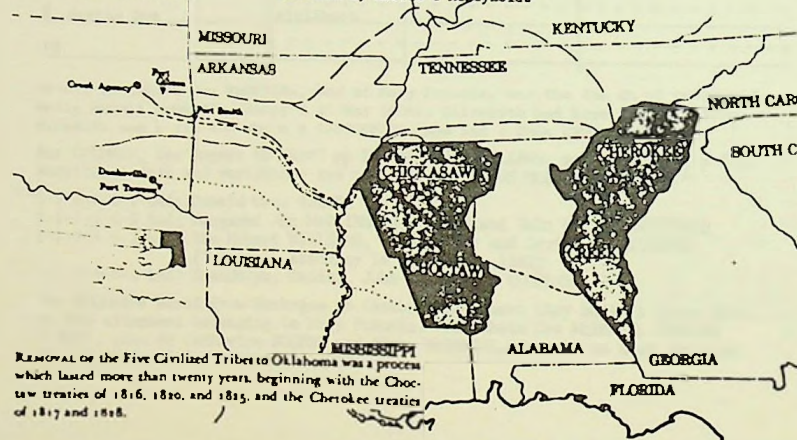 KENTUCKY
MISSOURI
ARKANSAS
TENNESSEE
Creek Agency
Fort
Fort Smith
NORTH CAR
SOUTH C
CHEROKEE
CHICKASAW
Doaksville
Fort Towson
CREEK
LOUISIANA
CHOCTAW
MISSISSIPPI
ALABAMA
GEORGIA
FLORIDA
REMOVAL OF the Five Civilized Tribes to Oklahoma was a process
which lasted more than twenty years, beginning with the Choc-
taw treaties of 1816, 1820, and 1825, and the Cherokee treaties
of 1817 and 1828.